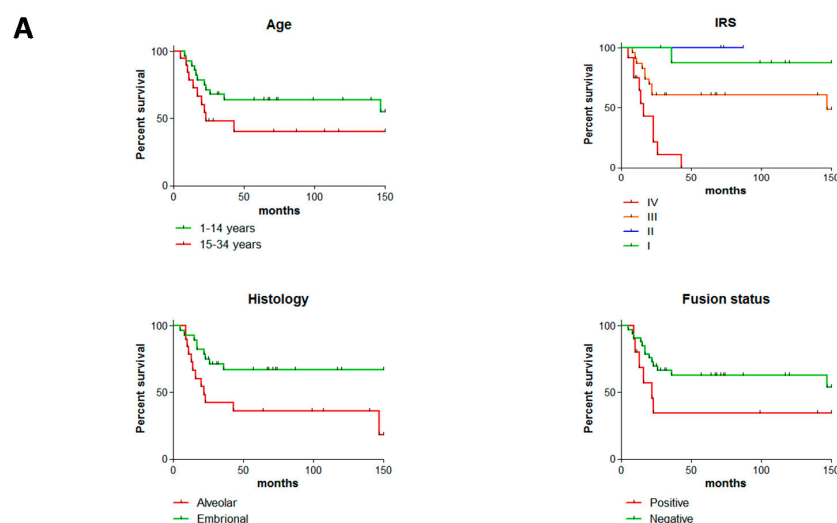 A
Age
Percent survival
100
50
0
0 50 100 150
months
1-14 years
15-34 years
IRS
Percent survival
100
50
0
0 50 100 150
months
IV
III
II
I
Histology
Percent survival
100
50
0
0 50 100 150
months
Alveolar
Embrional
Fusion status
Percent survival
100
50
0
0 50 100 150
months
Positive
Negative